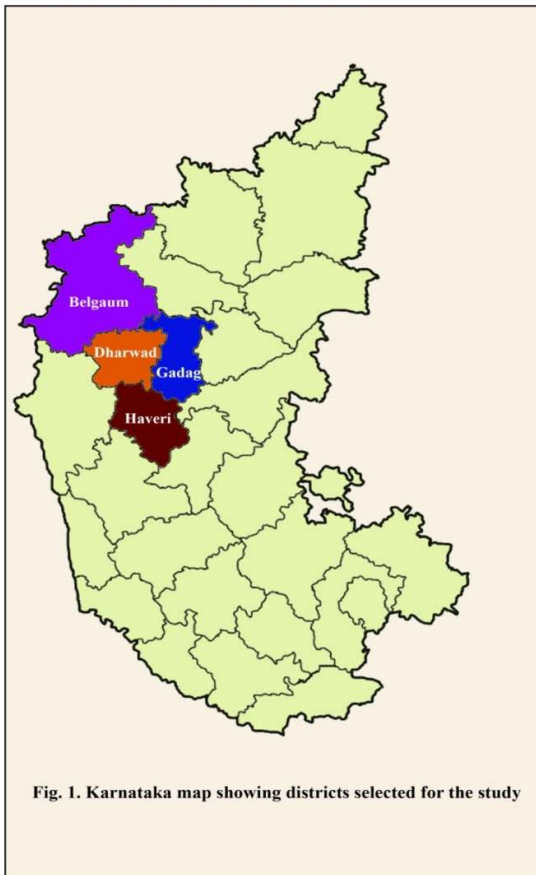 Belgaum
Dharwad
Gadag
Haveri
Fig. 1. Karnataka map showing districts selected for the study